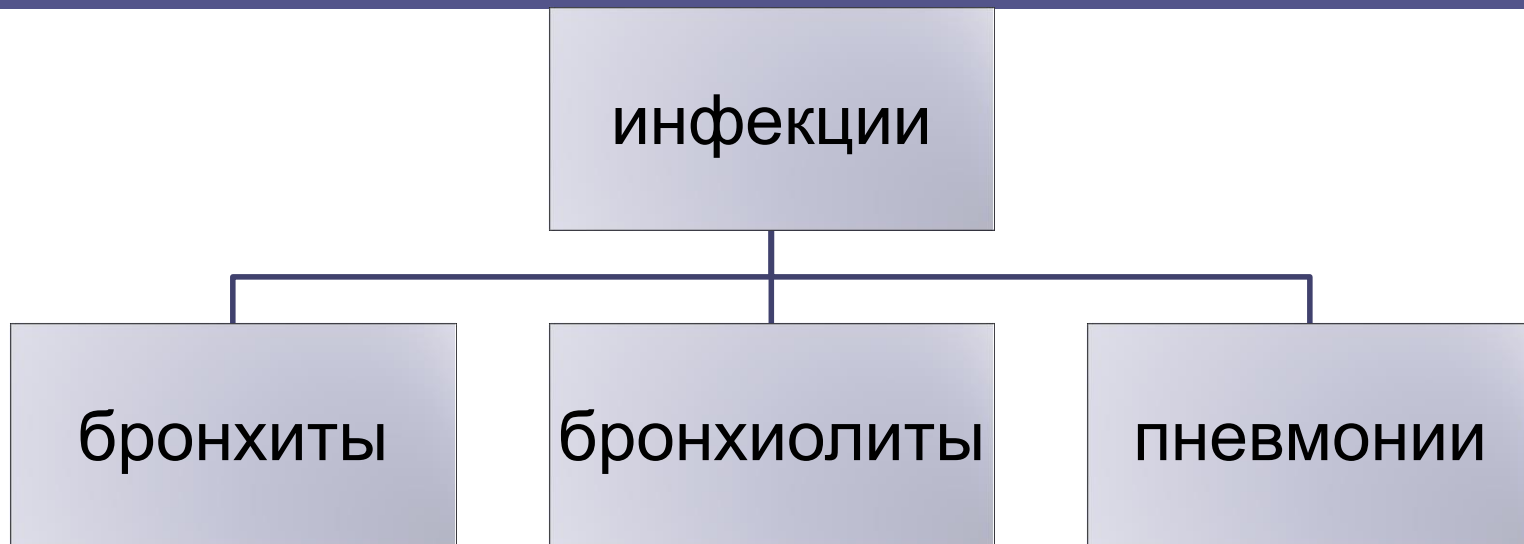 инфекции
бронхиты
бронхиолиты
пневмонии